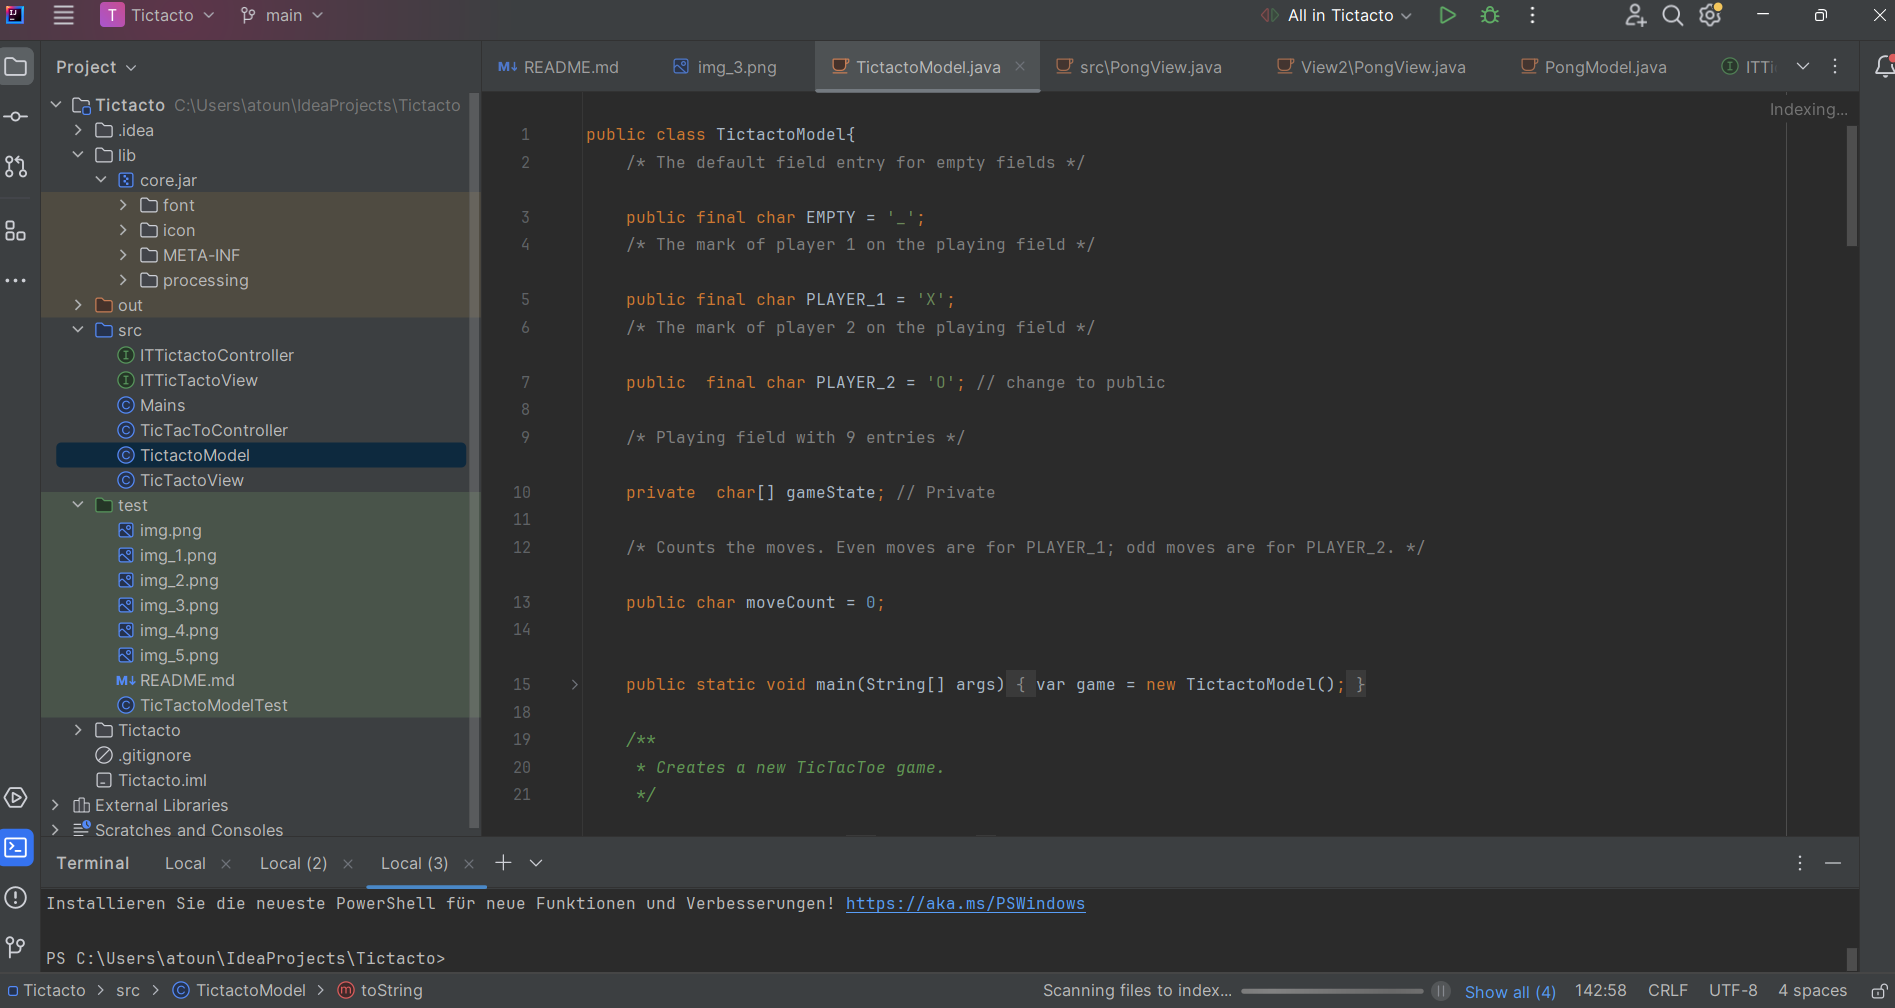 T Tictacto main All in Tictacto
Project
README.md img_3.png TictactoModel.java src\PongView.java View2\PongView.java PongModel.java ITTi
Tictacto C:\Users\atoun\IdeaProjects\Tictacto
.idea
lib
core.jar
font
icon
META-INF
processing
out
src
ITTictactoController
ITTicTactoView
Mains
TicTacToController
TictactoModel
TicTactoView
test
img.png
img_1.png
img_2.png
img_3.png
img_4.png
img_5.png
README.md
TicTactoModelTest
Tictacto
.gitignore
Tictacto.iml
External Libraries
Scratches and Consoles
Indexing...
1 public class TictactoModel{
2 /* The default field entry for empty fields */
3 public final char EMPTY = '_';
4 /* The mark of player 1 on the playing field */
5 public final char PLAYER_1 = 'X';
6 /* The mark of player 2 on the playing field */
7 public  final char PLAYER_2 = 'O'; // change to public
8
9 /* Playing field with 9 entries */
10 private  char[] gameState; // Private
11
12 /* Counts the moves. Even moves are for PLAYER_1; odd moves are for PLAYER_2. */
13 public char moveCount = 0;
14
15 public static void main(String[] args) { var game = new TictactoModel(); }
18
19 /**
20 * Creates a new TicTacToe game.
21 */
Terminal Local Local (2) Local (3)
Installieren Sie die neueste PowerShell für neue Funktionen und Verbesserungen! https://aka.ms/PSWindows
PS C:\Users\atoun\IdeaProjects\Tictacto>
Tictacto > src > TictactoModel > toString Scanning files to index... Show all (4) 142:58 CRLF UTF-8 4 spaces